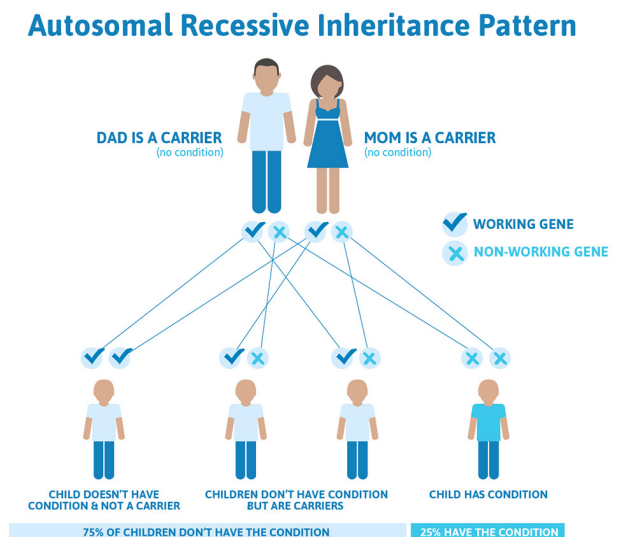 Autosomal Recessive Inheritance Pattern
DAD IS A CARRIER
(no condition)
MOM IS A CARRIER
(no condition)
WORKING GENE
NON-WORKING GENE
CHILD DOESN'T HAVE
CONDITION & NOT A CARRIER
CHILDREN DON'T HAVE CONDITION
BUT ARE CARRIERS
CHILD HAS CONDITION
75% OF CHILDREN DON'T HAVE THE CONDITION
25% HAVE THE CONDITION